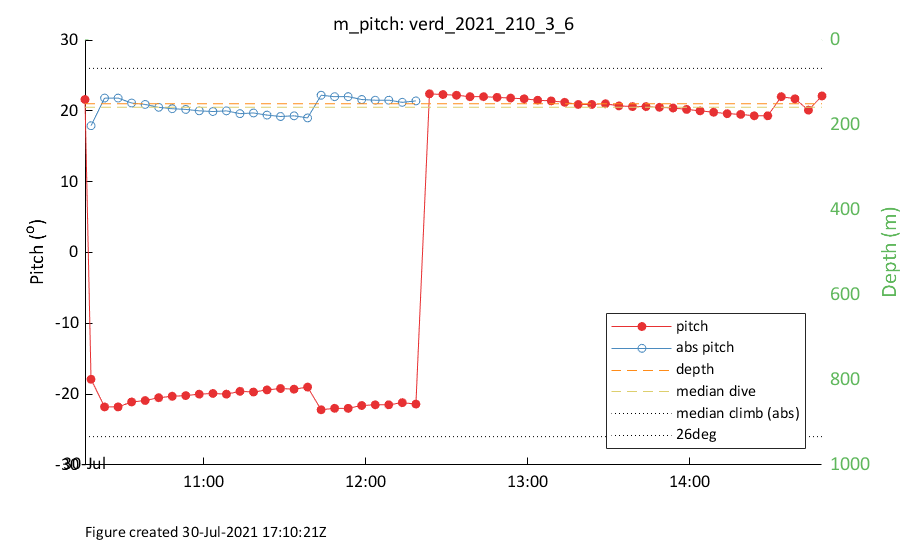 m_pitch: verd_2021_210_3_6
30
20
10
0
-10
-20
-30
Pitch (º)
0
200
400
600
800
1000
Depth (m)
pitch
abs pitch
depth
median dive
median climb (abs)
26deg
30-Jul
11:00
12:00
13:00
14:00
Figure created 30-Jul-2021 17:10:21Z